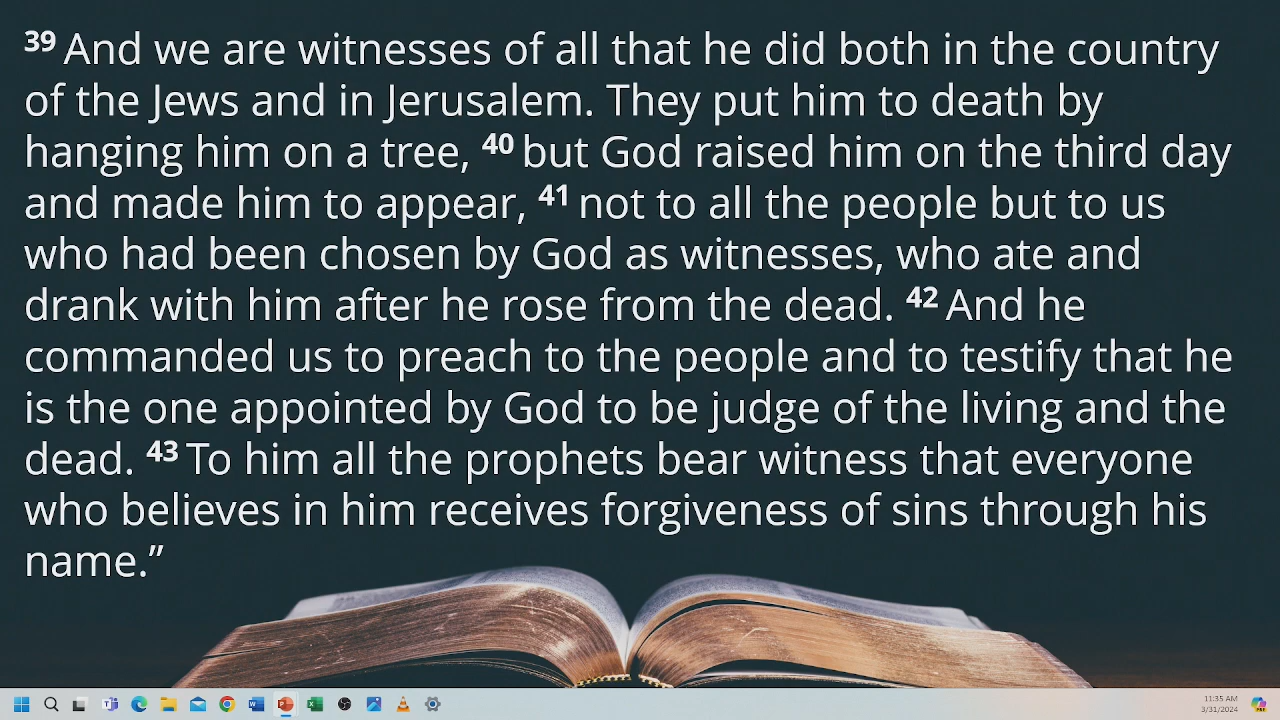 39 And we are witnesses of all that he did both in the country
of the Jews and in Jerusalem. They put him to death by
hanging him on a tree, 40 but God raised him on the third day
and made him to appear, 41 not to all the people but to us
who had been chosen by God as witnesses, who ate and
drank with him after he rose from the dead. 42 And he
commanded us to preach to the people and to testify that he
is the one appointed by God to be judge of the living and the
dead. 43 To him all the prophets bear witness that everyone
who believes in him receives forgiveness of sins through his
name.”
11:35 AM
3/31/2024